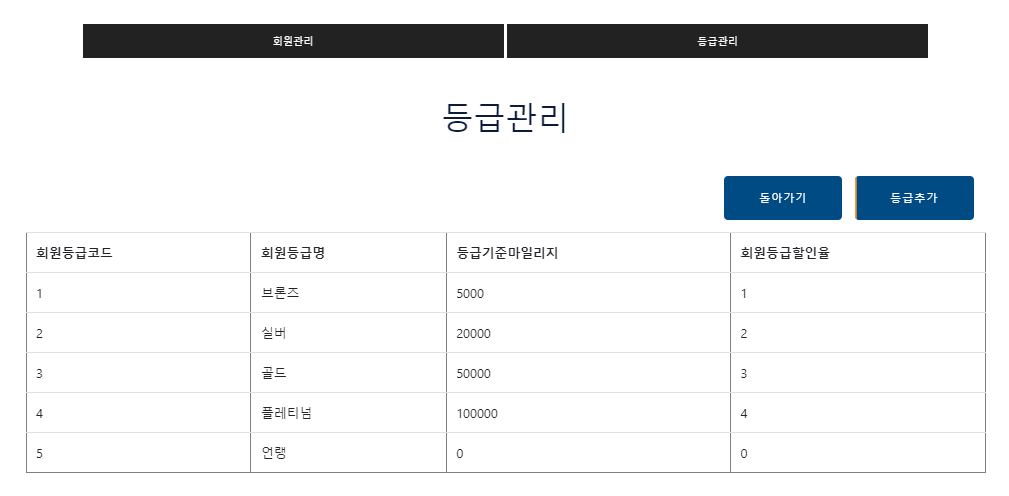 회원관리 등급관리
등급관리
돌아가기 등급추가
회원등급코드 회원등급명 등급기준마일리지 회원등급할인율
1 브론즈 5000 1
2 실버 20000 2
3 골드 50000 3
4 플레티넘 100000 4
5 언랭 0 0